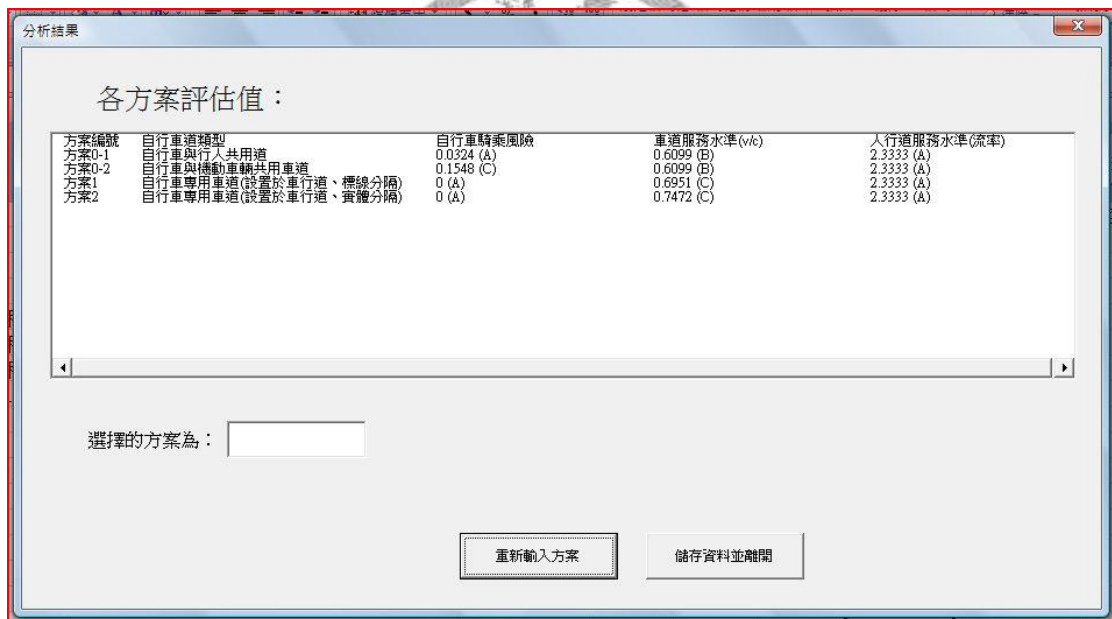 分析結果
各方案評估值：
方案編號 自行車道類型 自行車騎乘風險 車道服務水準(v/c) 人行道服務水準(流率)
方案0-1 自行車與行人共用道 0.0324 (A) 0.6099 (B) 2.3333 (A)
方案0-2 自行車與機動車輛共用車道 0.1548 (C) 0.6099 (B) 2.3333 (A)
方案1 自行車專用車道(設置於車行道、標線分隔) 0 (A) 0.6951 (C) 2.3333 (A)
方案2 自行車專用車道(設置於車行道、實體分隔) 0 (A) 0.7472 (C) 2.3333 (A)
選擇的方案為：
重新輸入方案 儲存資料並離開